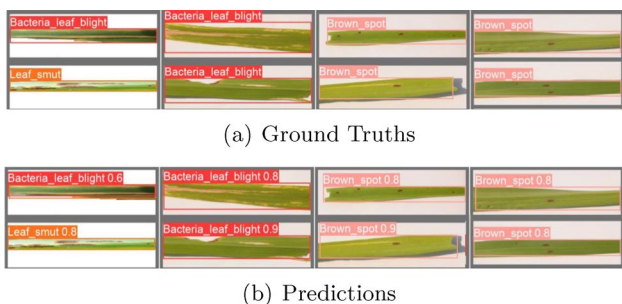 Bacteria_leaf_blight
Bacteria_leaf_blight
Brown_spot
Brown_spot
Leaf_smut
Bacteria_leaf_blight
Brown_spot
Brown_spot
(a) Ground Truths
Bacteria_leaf_blight 0.6
Bacteria_leaf_blight 0.8
Brown_spot 0.8
Brown_spot 0.8
Leaf_smut 0.8
Bacteria_leaf_blight 0.9
Brown_spot 0.9
Brown_spot 0.8
(b) Predictions